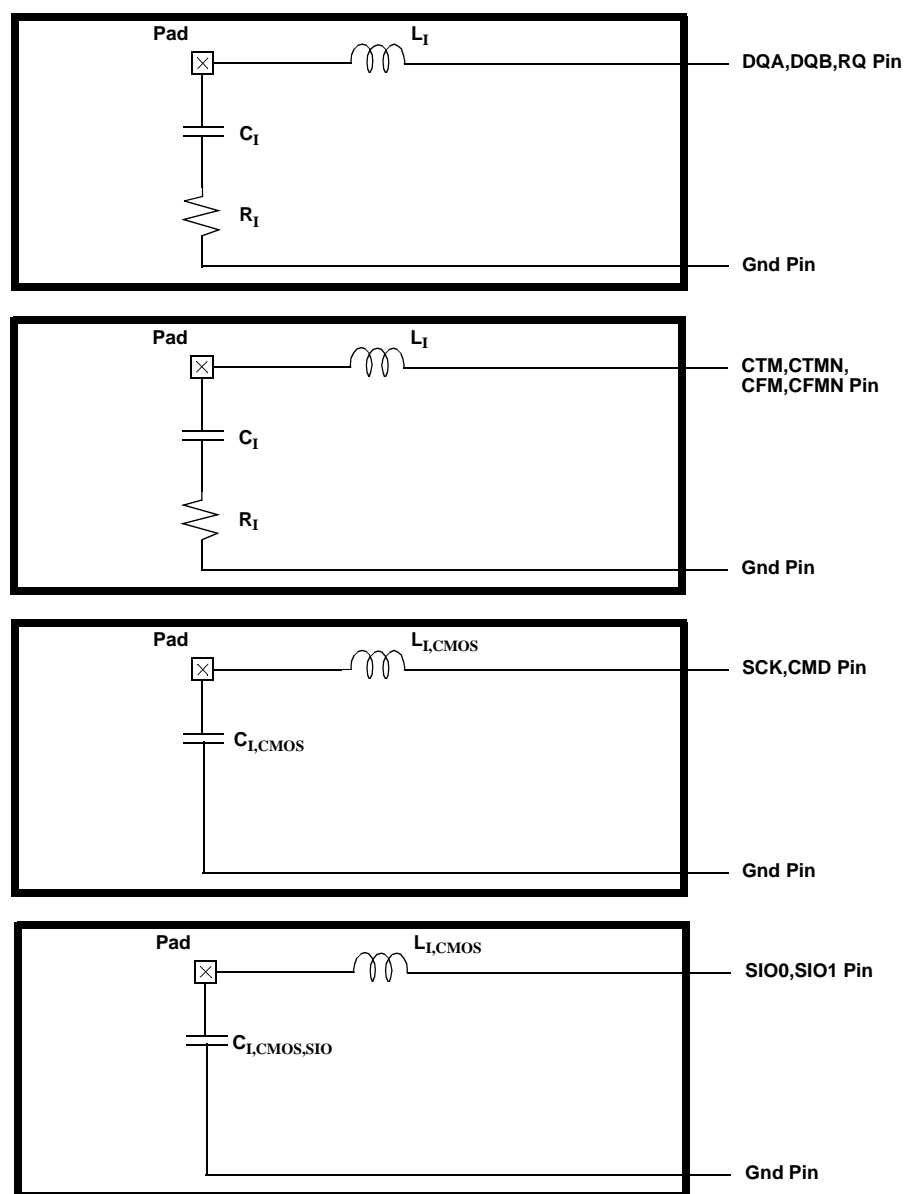 Pad
L_I
DQA,DQB,RQ Pin
C_I
R_I
Gnd Pin
Pad
L_I
CTM,CTMN,
CFM,CFMN Pin
C_I
R_I
Gnd Pin
Pad
L_I,CMOS
SCK,CMD Pin
C_I,CMOS
Gnd Pin
Pad
L_I,CMOS
SIO0,SIO1 Pin
C_I,CMOS,SIO
Gnd Pin